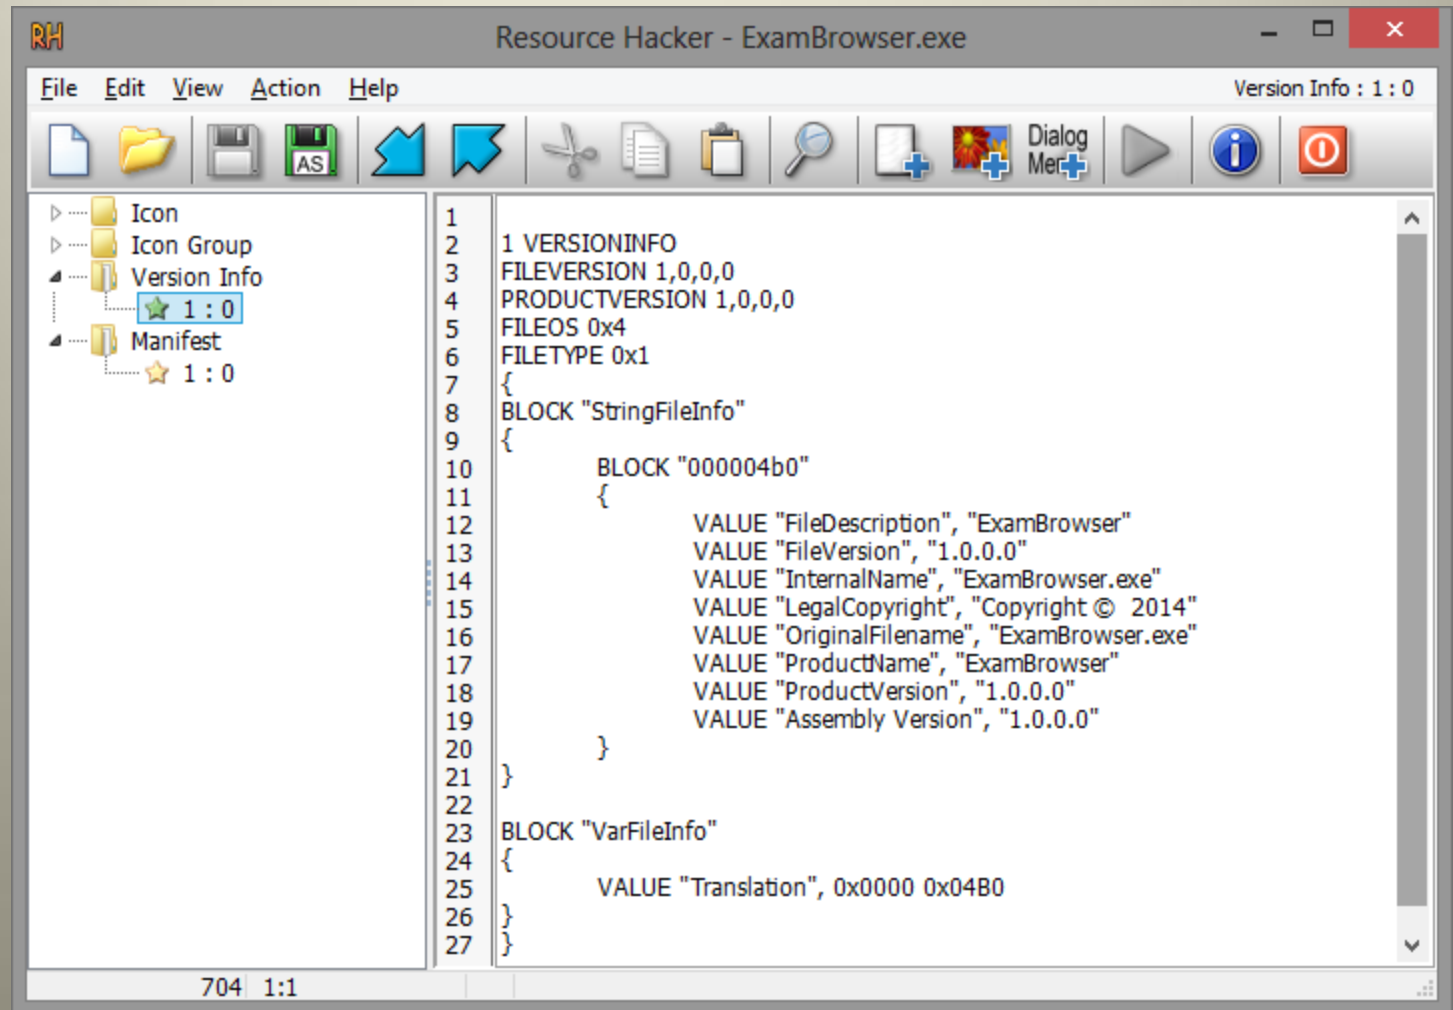 RH
Resource Hacker - ExamBrowser.exe
File Edit View Action Help
Version Info : 1 : 0
AS
Dialog
Icon
Icon Group
Version Info
1 : 0
Manifest
1 : 0
1
2 1 VERSIONINFO
3 FILEVERSION 1,0,0,0
4 PRODUCTVERSION 1,0,0,0
5 FILEOS 0x4
6 FILETYPE 0x1
7 {
8 BLOCK "StringFileInfo"
9 {
10 BLOCK "000004b0"
11 {
12 VALUE "FileDescription", "ExamBrowser"
13 VALUE "FileVersion", "1.0.0.0"
14 VALUE "InternalName", "ExamBrowser.exe"
15 VALUE "LegalCopyright", "Copyright ©  2014"
16 VALUE "OriginalFilename", "ExamBrowser.exe"
17 VALUE "ProductName", "ExamBrowser"
18 VALUE "ProductVersion", "1.0.0.0"
19 VALUE "Assembly Version", "1.0.0.0"
20 }
21 }
22
23 BLOCK "VarFileInfo"
24 {
25 VALUE "Translation", 0x0000 0x04B0
26 }
27 }
704 1:1